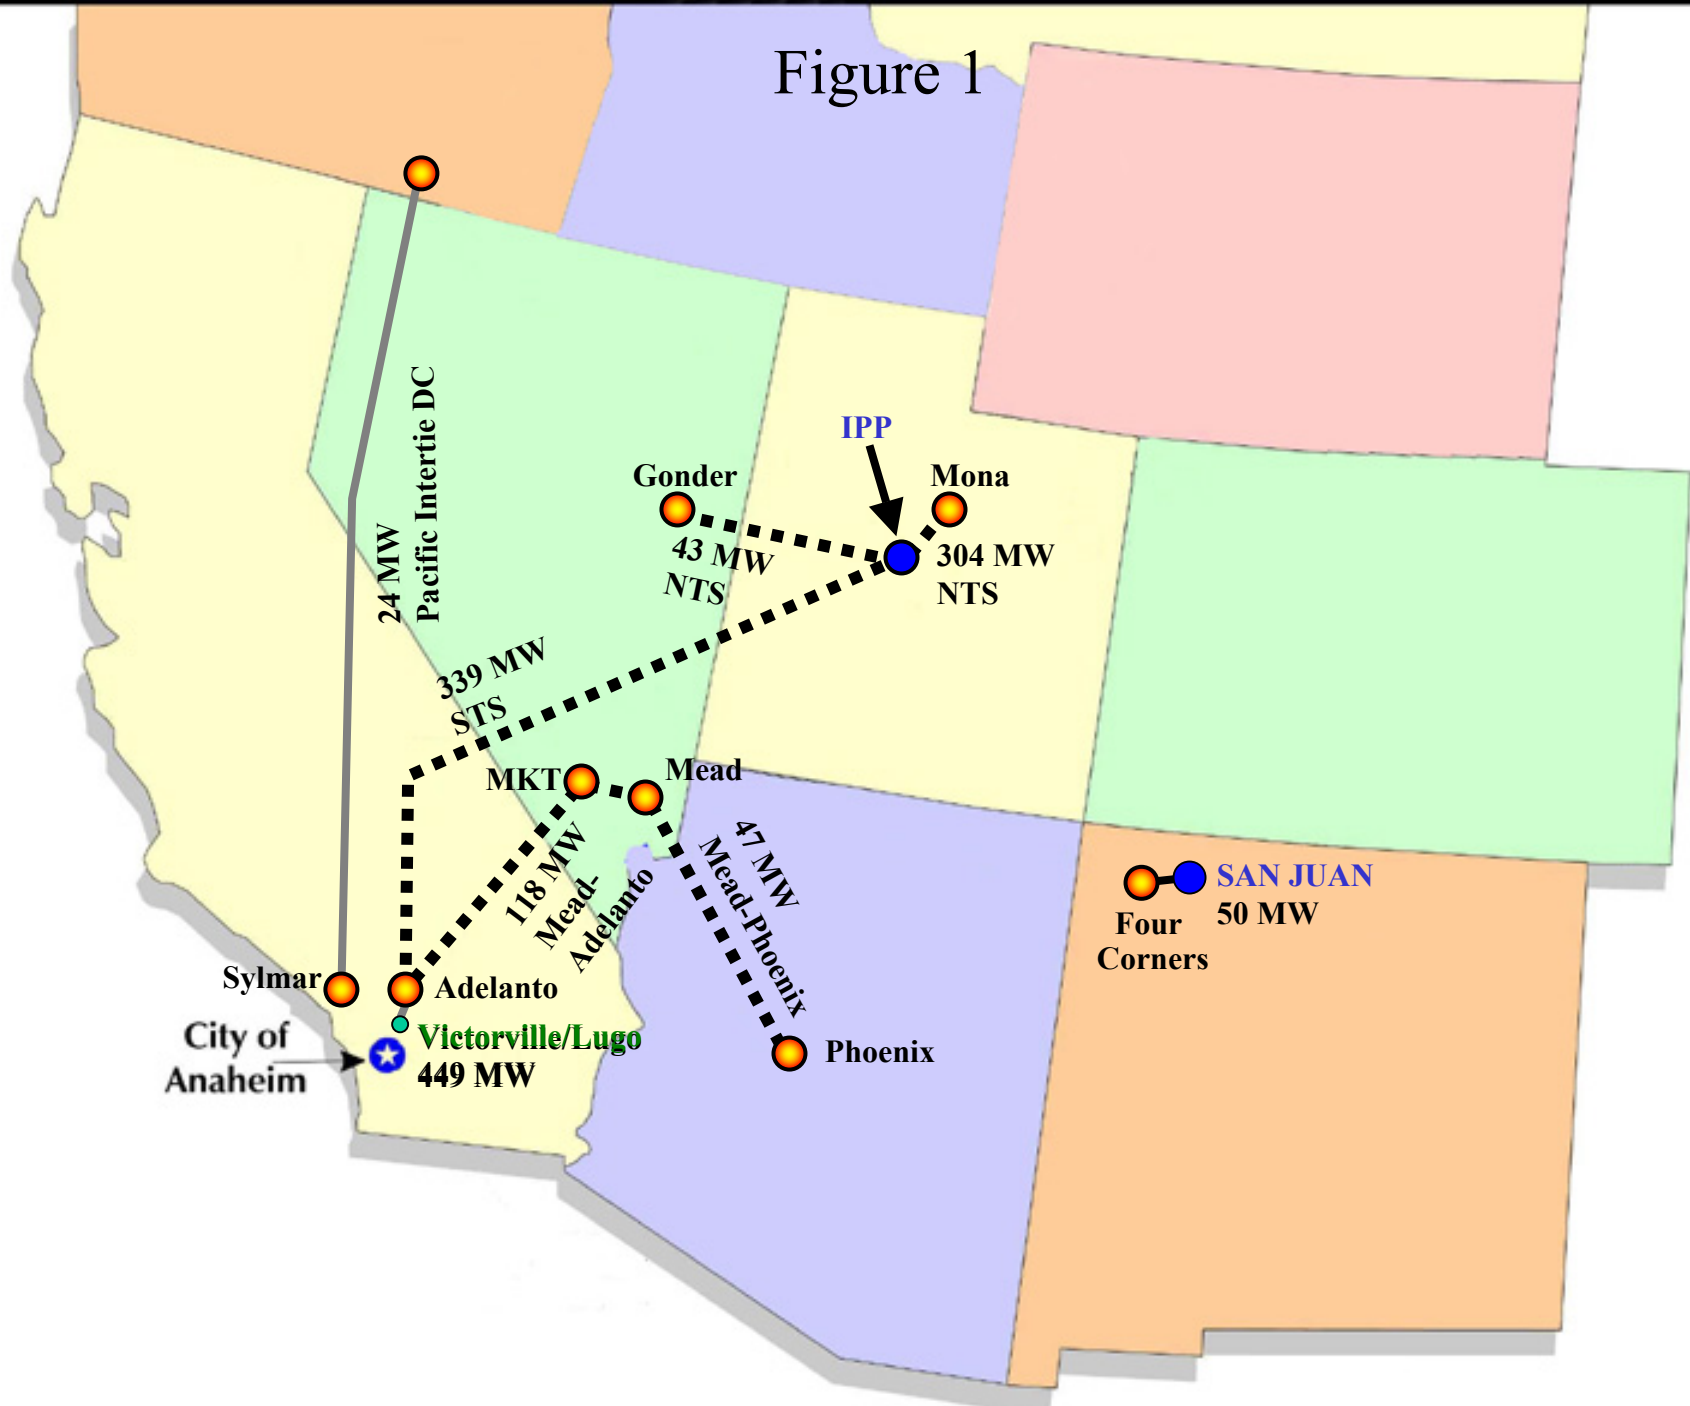 Figure 1
24 MW
Pacific Intertie DC
IPP
Gonder
Mona
43 MW
NTS
304 MW
NTS
339 MW
STS
MKT
Mead
118 MW
Mead-
Adelanto
47 MW
Mead-Phoenix
SAN JUAN
50 MW
Four
Corners
Sylmar
Adelanto
Victorville/Lugo
449 MW
City of
Anaheim
Phoenix